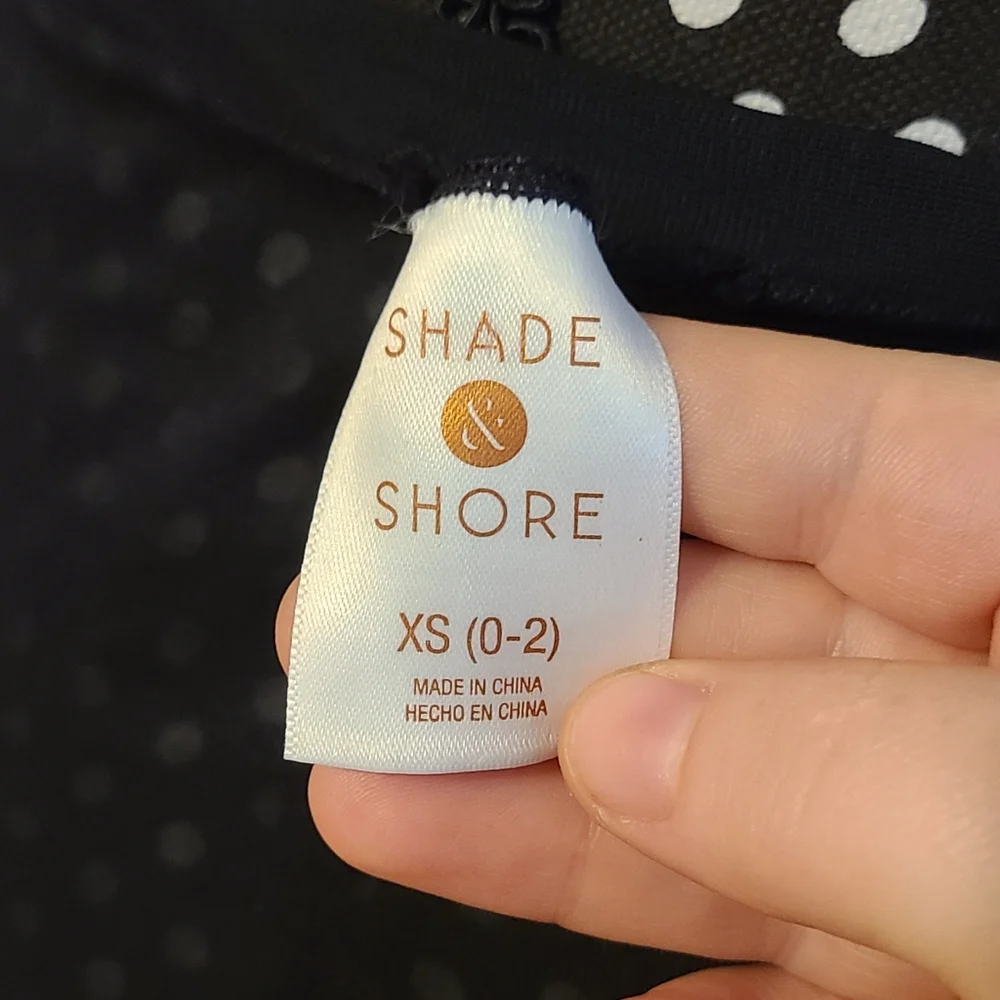 SHADE
&
SHORE
XS (0-2)
MADE IN CHINA
HECHO EN CHINA